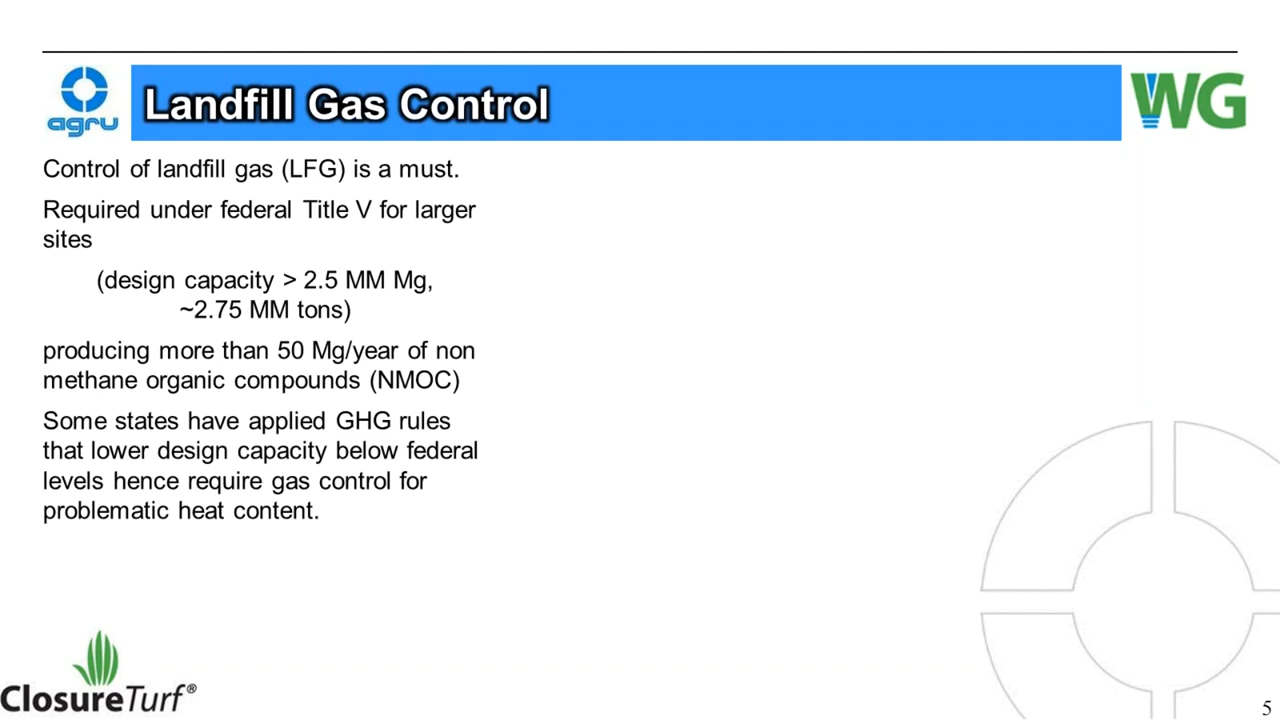 agru
Landfill Gas Control
WG
Control of landfill gas (LFG) is a must.
Required under federal Title V for larger
sites
(design capacity > 2.5 MM Mg,
~2.75 MM tons)
producing more than 50 Mg/year of non
methane organic compounds (NMOC)
Some states have applied GHG rules
that lower design capacity below federal
levels hence require gas control for
problematic heat content.
ClosureTurf®
5